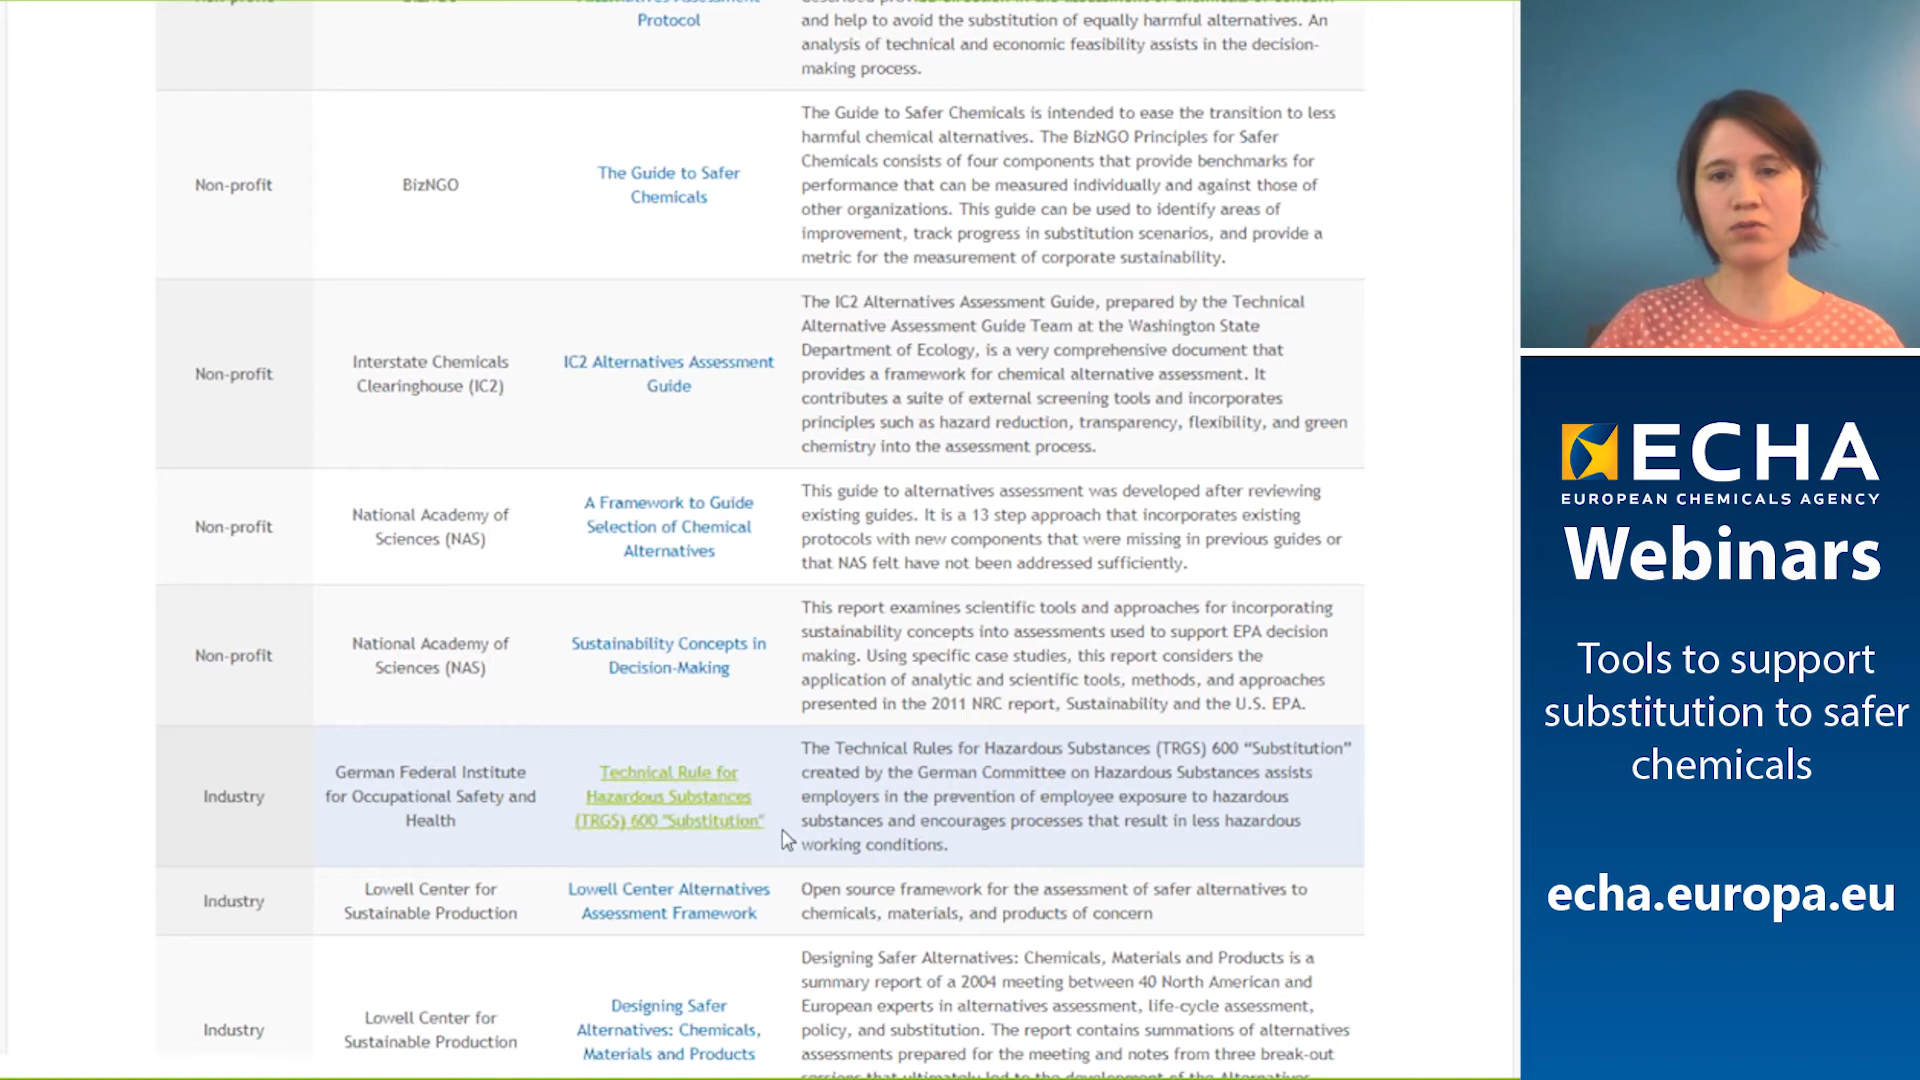 Protocol
and help to avoid the substitution of equally harmful alternatives. An
analysis of technical and economic feasibility assists in the decision-
making process.
Non-profit
BizNGO
The Guide to Safer
Chemicals
The Guide to Safer Chemicals is intended to ease the transition to less
harmful chemical alternatives. The BizNGO Principles for Safer
Chemicals consists of four components that provide benchmarks for
performance that can be measured individually and against those of
other organizations. This guide can be used to identify areas of
improvement, track progress in substitution scenarios, and provide a
metric for the measurement of corporate sustainability.
Non-profit
Interstate Chemicals
Clearinghouse (IC2)
IC2 Alternatives Assessment
Guide
The IC2 Alternatives Assessment Guide, prepared by the Technical
Alternative Assessment Guide Team at the Washington State
Department of Ecology, is a very comprehensive document that
provides a framework for chemical alternative assessment. It
contributes a suite of external screening tools and incorporates
principles such as hazard reduction, transparency, flexibility, and green
chemistry into the assessment process.
Non-profit
National Academy of
Sciences (NAS)
A Framework to Guide
Selection of Chemical
Alternatives
This guide to alternatives assessment was developed after reviewing
existing guides. It is a 13 step approach that incorporates existing
protocols with new components that were missing in previous guides or
that NAS felt have not been addressed sufficiently.
Non-profit
National Academy of
Sciences (NAS)
Sustainability Concepts in
Decision-Making
This report examines scientific tools and approaches for incorporating
sustainability concepts into assessments used to support EPA decision
making. Using specific case studies, this report considers the
application of analytic and scientific tools, methods, and approaches
presented in the 2011 NRC report, Sustainability and the U.S. EPA.
Industry
German Federal Institute
for Occupational Safety and
Health
Technical Rule for
Hazardous Substances
(TRGS) 600 "Substitution"
The Technical Rules for Hazardous Substances (TRGS) 600 “Substitution”
created by the German Committee on Hazardous Substances assists
employers in the prevention of employee exposure to hazardous
substances and encourages processes that result in less hazardous
working conditions.
Industry
Lowell Center for
Sustainable Production
Lowell Center Alternatives
Assessment Framework
Open source framework for the assessment of safer alternatives to
chemicals, materials, and products of concern
Industry
Lowell Center for
Sustainable Production
Designing Safer
Alternatives: Chemicals,
Materials and Products
Designing Safer Alternatives: Chemicals, Materials and Products is a
summary report of a 2004 meeting between 40 North American and
European experts in alternatives assessment, life-cycle assessment,
policy, and substitution. The report contains summations of alternatives
assessments prepared for the meeting and notes from three break-out
ECHA
EUROPEAN CHEMICALS AGENCY
Webinars
Tools to support
substitution to safer
chemicals
echa.europa.eu